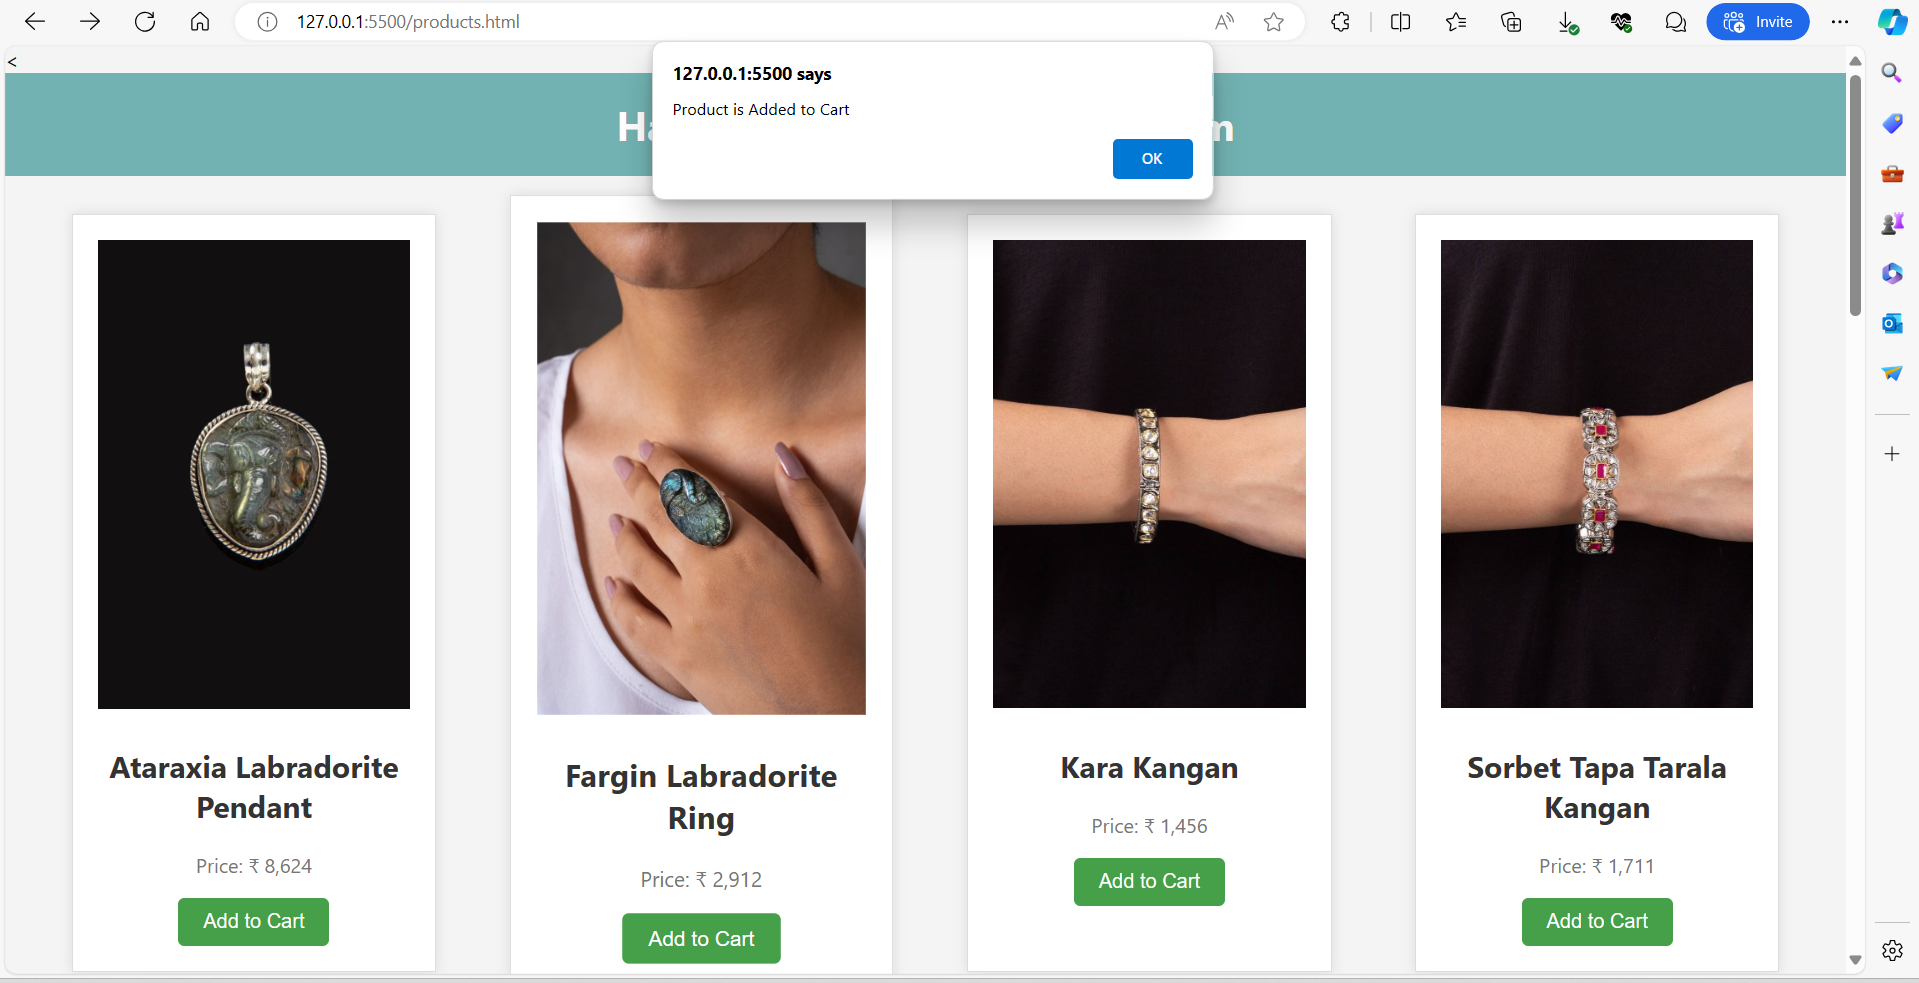 127.0.0.1:5500/products.html
Invite
<
127.0.0.1:5500 says
Product is Added to Cart
OK
Ataraxia Labradorite
Pendant
Price: ₹ 8,624
Add to Cart
Fargin Labradorite
Ring
Price: ₹ 2,912
Add to Cart
Kara Kangan
Price: ₹ 1,456
Add to Cart
Sorbet Tapa Tarala
Kangan
Price: ₹ 1,711
Add to Cart